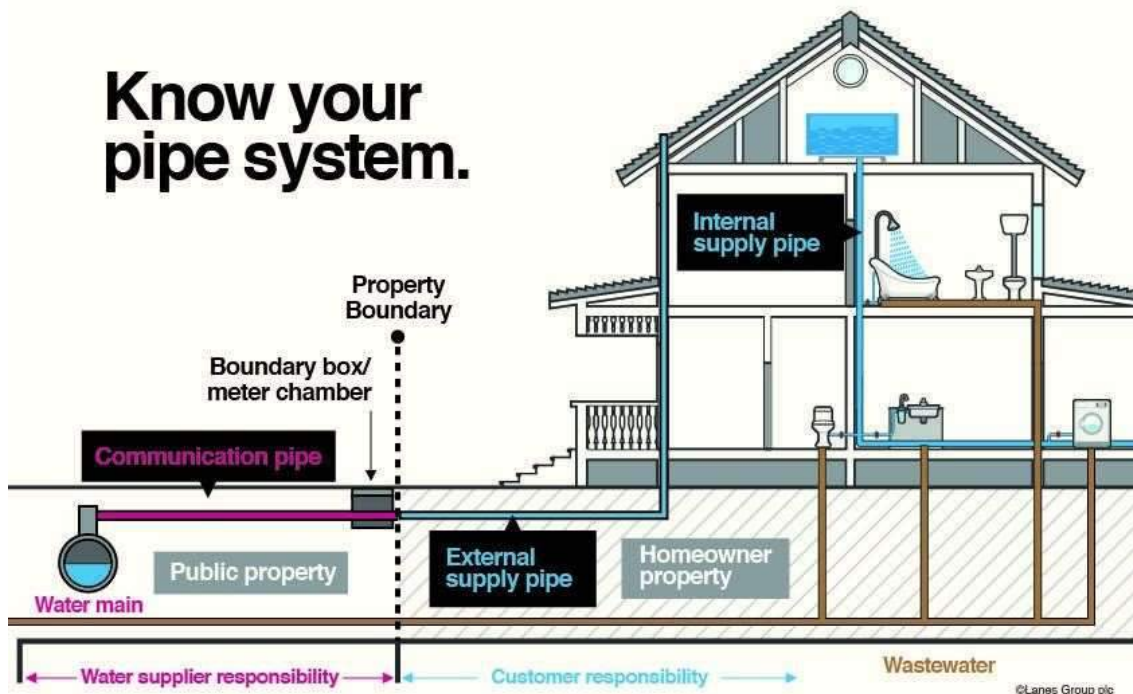 Know your
pipe system.
Internal
supply pipe
Property
Boundary
Boundary box/
meter chamber
Communication pipe
External
supply pipe
Homeowner
property
Public property
Water main
Water supplier responsibility
Customer responsibility
Wastewater
©Lanes Group plc